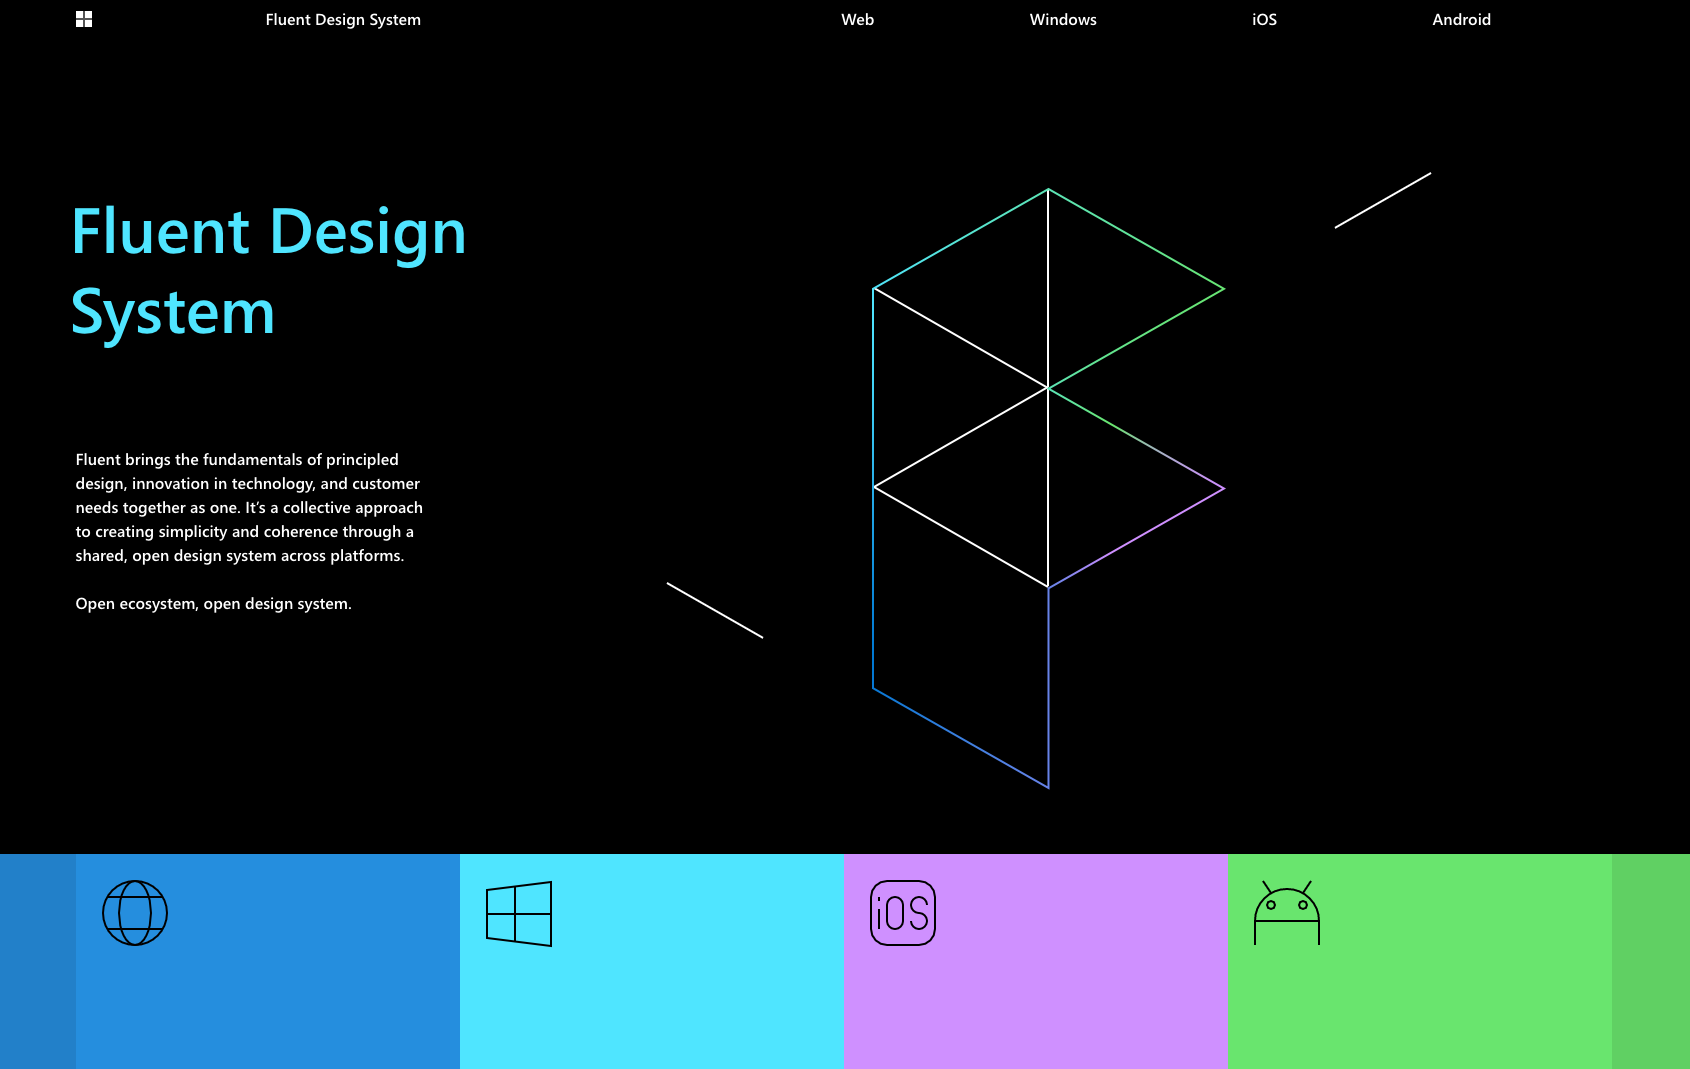 Fluent Design System
Web
Windows
iOS
Android
Fluent Design
System
Fluent brings the fundamentals of principled
design, innovation in technology, and customer
needs together as one. It’s a collective approach
to creating simplicity and coherence through a
shared, open design system across platforms.
Open ecosystem, open design system.
iOS